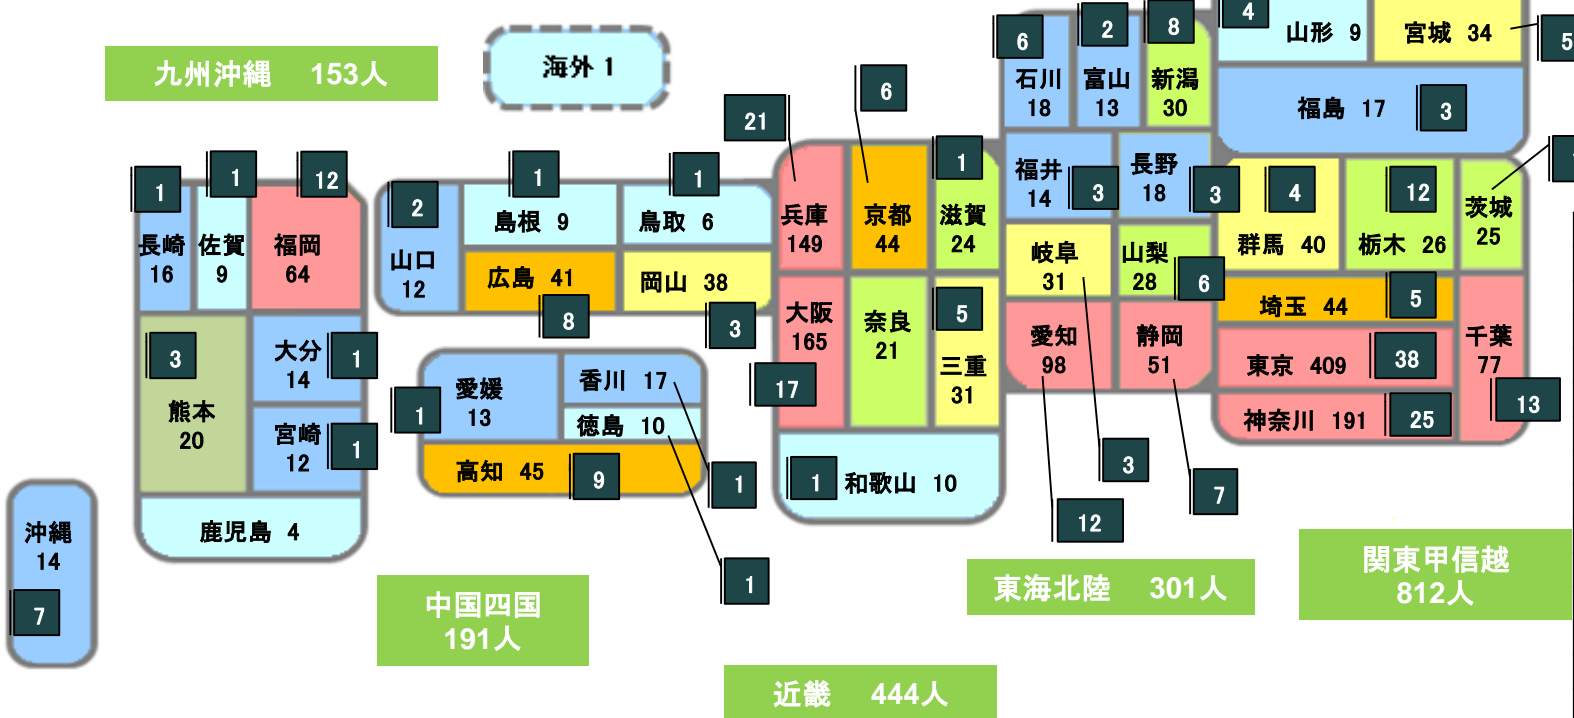 九州沖縄 153人
海外 1
4
山形 9
宮城 34
5
6
2
8
石川
18
富山
13
新潟
30
福島 17
3
21
6
1
1
1
12
2
1
1
長崎
16
佐賀
9
福岡
64
山口
12
島根 9
鳥取 6
広島 41
岡山 38
8
3
兵庫
149
京都
44
滋賀
24
福井
14
3
長野
18
3
4
群馬 40
12
栃木 26
茨城
25
岐阜
31
山梨
28
6
埼玉 44
5
大阪
165
奈良
21
5
三重
31
愛知
98
静岡
51
東京 409
38
千葉
77
神奈川 191
25
13
17
3
熊本
20
大分
14
1
宮崎
12
1
鹿児島 4
1
愛媛
13
香川 17
徳島 10
高知 45
9
1
1
1
和歌山 10
3
7
12
沖縄
14
7
中国四国
191人
東海北陸 301人
関東甲信越
812人
近畿 444人